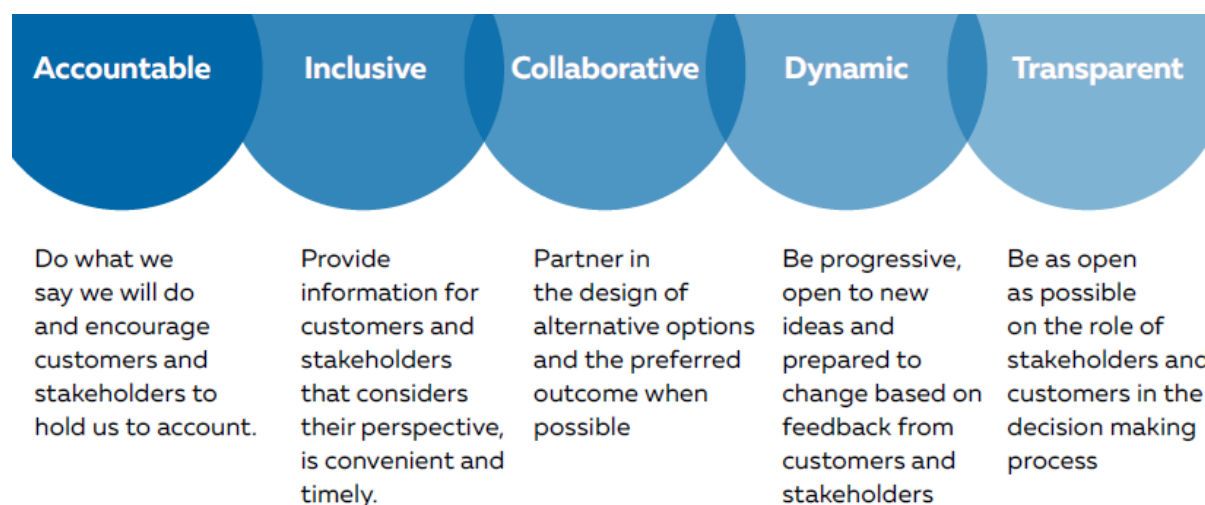 Accountable
Inclusive
Collaborative
Dynamic
Transparent
Do what we
say we will do
and encourage
customers and
stakeholders to
hold us to account.
Provide
information for
customers and
stakeholders
that considers
their perspective,
is convenient and
timely.
Partner in
the design of
alternative options
and the preferred
outcome when
possible
Be progressive,
open to new
ideas and
prepared to
change based on
feedback from
customers and
stakeholders
Be as open
as possible
on the role of
stakeholders and
customers in the
decision making
process